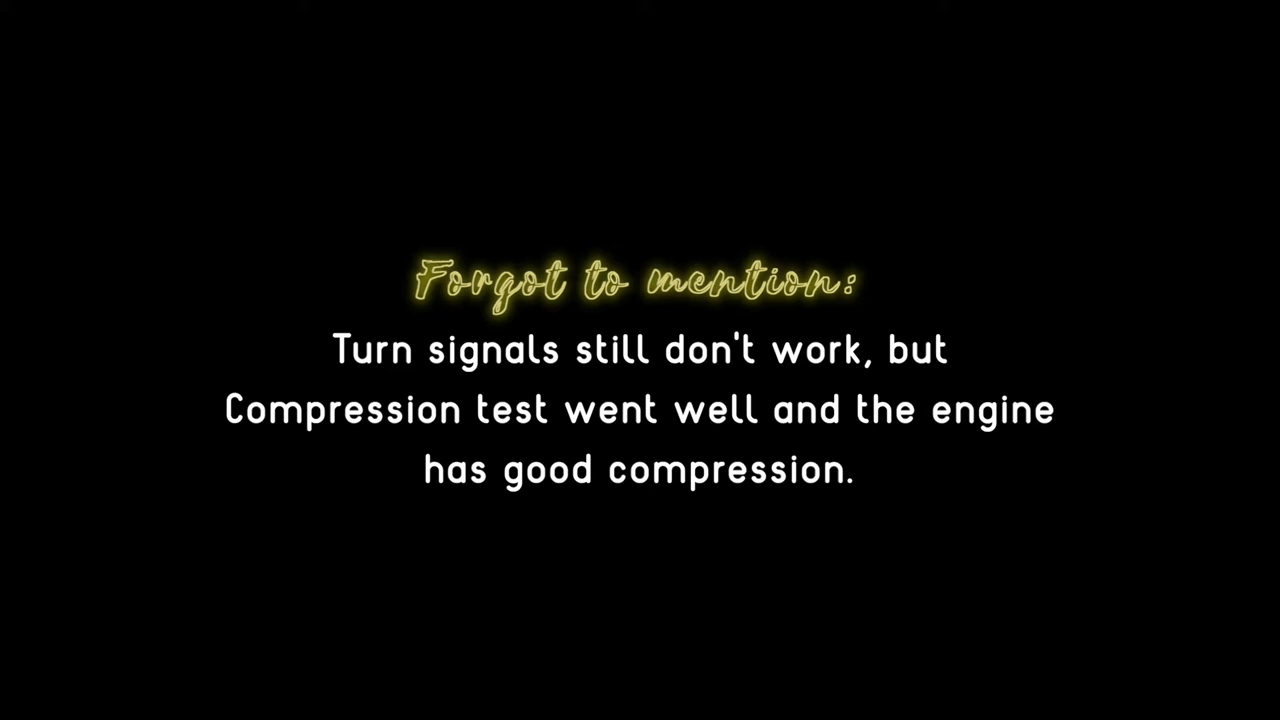 Forgot to mention:
Turn signals still don't work, but
Compression test went well and the engine
has good compression.